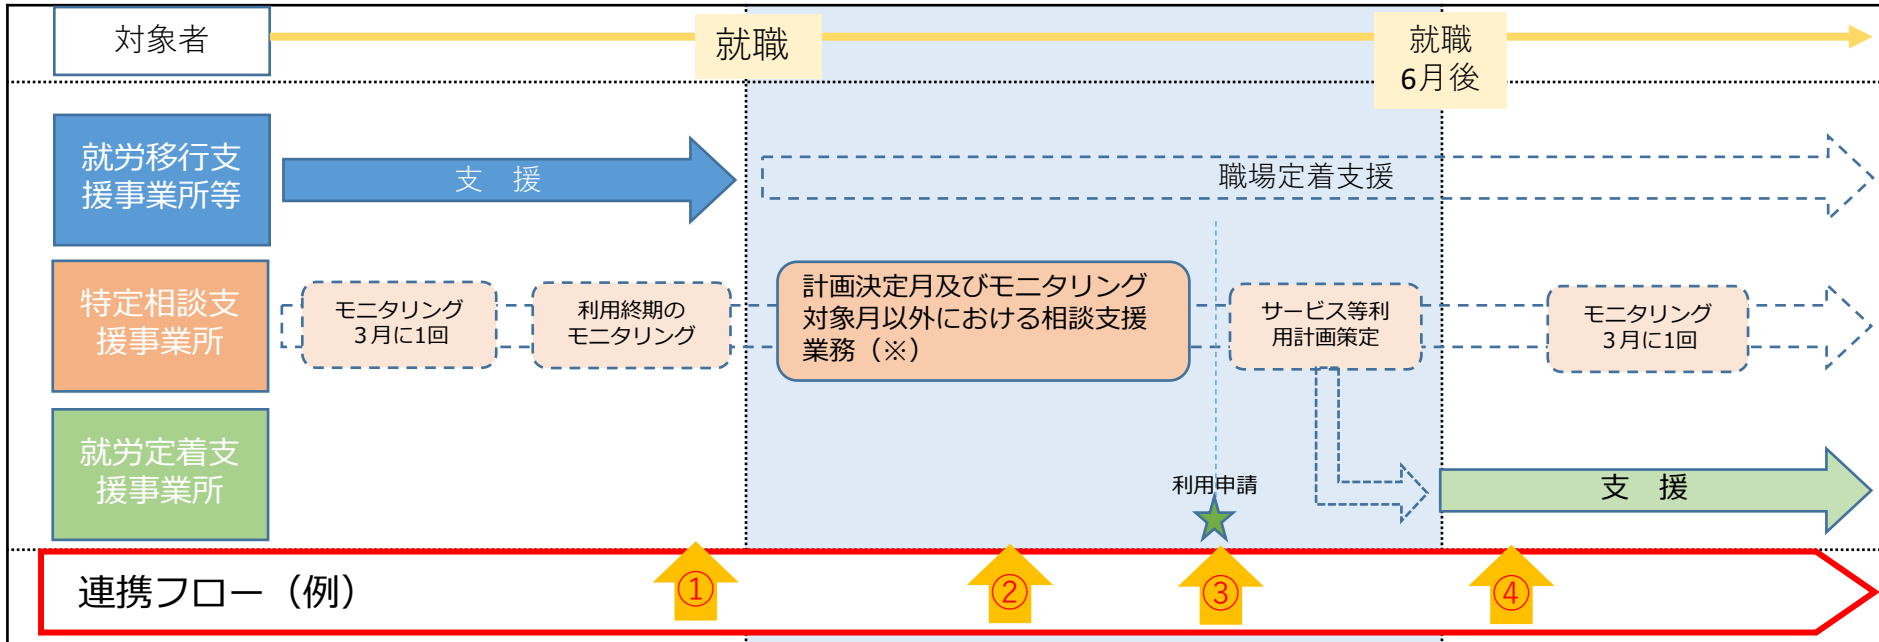 対象者
就職
就職
6月後
就労移行支
援事業所等
支　援
職場定着支援
特定相談支
援事業所
モニタリング
３月に1回
利用終期の
モニタリング
計画決定月及びモニタリング
対象月以外における相談支援
業務（※）
サービス等利
用計画策定
モニタリング
３月に1回
就労定着支
援事業所
利用申請
支　援
連携フロー（例）
①
②
③
④